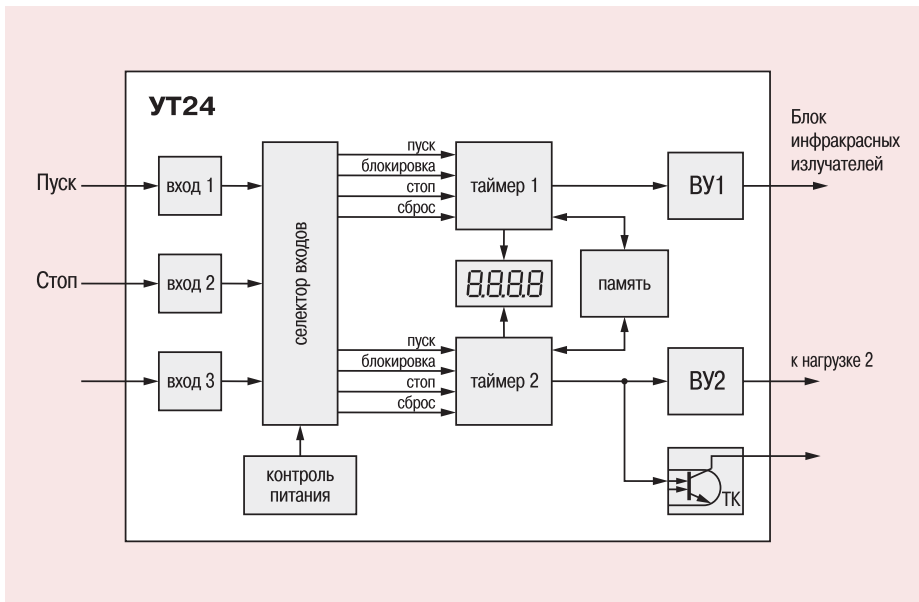 УТ24
Блок
инфракрасных
излучателей
Пуск
вход 1
Стоп
вход 2
вход 3
селектор входов
пуск
блокировка
стоп
сброс
таймер 1
ВУ1
8.8.8.8
память
пуск
блокировка
стоп
сброс
таймер 2
ВУ2
к нагрузке 2
контроль
питания
ТК